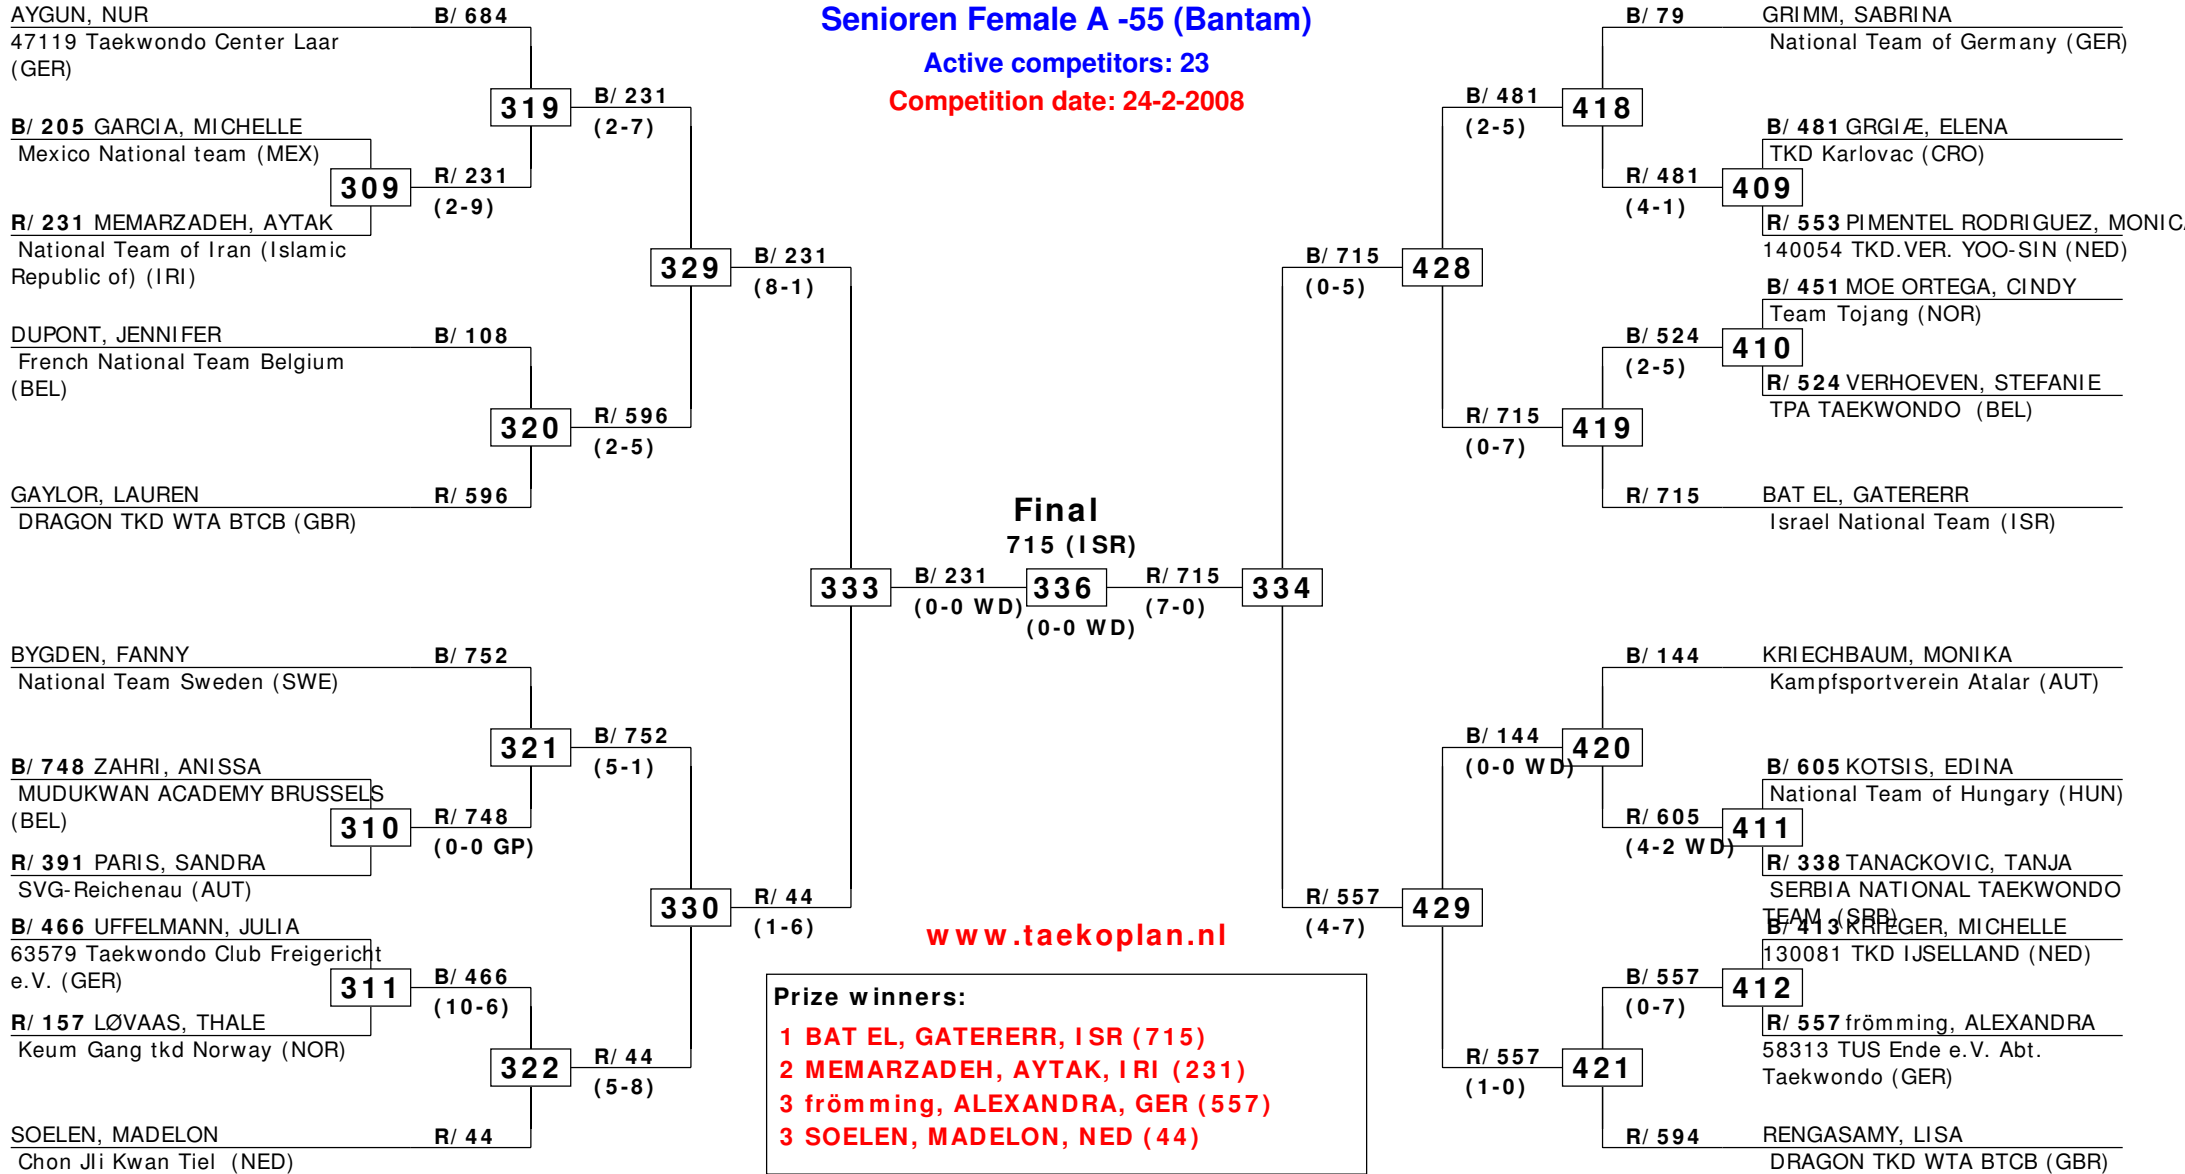 Senioren Female A -55 (Bantam)
Active competitors: 23
Competition date: 24-2-2008
AYGUN, NUR B/ 684
47119 Taekwondo Center Laar
(GER)
319
B/ 231
(2-7)
B/ 205 GARCIA, MICHELLE
Mexico National team (MEX)
309
R/ 231
(2-9)
R/ 231 MEMARZADEH, AYTAK
National Team of Iran (Islamic
Republic of) (IRI)
329
B/ 231
(8-1)
DUPONT, JENNIFER B/ 108
French National Team Belgium
(BEL)
320
R/ 596
(2-5)
GAYLOR, LAUREN R/ 596
DRAGON TKD WTA BTCB (GBR)
333
B/ 231
(0-0 WD)
BYGDEN, FANNY B/ 752
National Team Sweden (SWE)
321
B/ 752
(5-1)
B/ 748 ZAHRI, ANISSA
MUDUKWAN ACADEMY BRUSSELS
(BEL)
310
R/ 748
(0-0 GP)
R/ 391 PARIS, SANDRA
SVG-Reichenau (AUT)
330
R/ 44
(1-6)
B/ 466 UFFELMANN, JULIA
63579 Taekwondo Club Freigericht
e.V. (GER)
311
B/ 466
(10-6)
R/ 157 LØVAAS, THALE
Keum Gang tkd Norway (NOR)
322
R/ 44
(5-8)
SOELEN, MADELON R/ 44
Chon JIi Kwan Tiel (NED)
Final
715 (ISR)
336
(0-0 WD)
R/ 715
(7-0)
334
B/ 79 GRIMM, SABRINA
National Team of Germany (GER)
B/ 481
(2-5)
418
B/ 481 GRGIÆ, ELENA
TKD Karlovac (CRO)
R/ 481
(4-1)
409
R/ 553 PIMENTEL RODRIGUEZ, MONICA
140054 TKD.VER. YOO-SIN (NED)
B/ 715
(0-5)
428
B/ 451 MOE ORTEGA, CINDY
Team Tojang (NOR)
B/ 524
(2-5)
410
R/ 524 VERHOEVEN, STEFANIE
TPA TAEKWONDO (BEL)
R/ 715
(0-7)
419
R/ 715 BAT EL, GATERERR
Israel National Team (ISR)
B/ 144 KRIECHBAUM, MONIKA
Kampfsportverein Atalar (AUT)
B/ 144
(0-0 WD)
420
B/ 605 KOTSIS, EDINA
National Team of Hungary (HUN)
R/ 605
(4-2 WD)
411
R/ 338 TANACKOVIC, TANJA
SERBIA NATIONAL TAEKWONDO
TEAM (SRB)
R/ 557
(4-7)
429
B/ 413 KRIEGER, MICHELLE
130081 TKD IJSELLAND (NED)
B/ 557
(0-7)
412
R/ 557 frömming, ALEXANDRA
58313 TUS Ende e.V. Abt.
Taekwondo (GER)
R/ 557
(1-0)
421
R/ 594 RENGASAMY, LISA
DRAGON TKD WTA BTCB (GBR)
www.taekoplan.nl
Prize winners:
1 BAT EL, GATERERR, ISR (715)
2 MEMARZADEH, AYTAK, IRI (231)
3 frömming, ALEXANDRA, GER (557)
3 SOELEN, MADELON, NED (44)